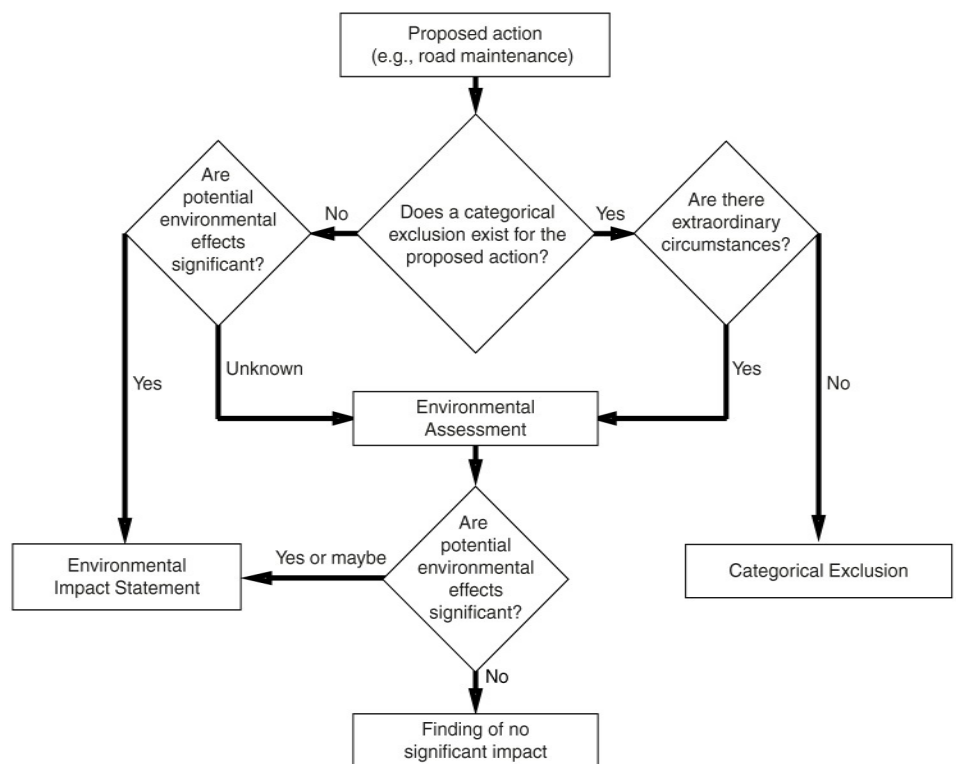 Proposed action
(e.g., road maintenance)
Are
potential
environmental
effects
significant?
No
Does a categorical
exclusion exist for the
proposed action?
Yes
Are there
extraordinary
circumstances?
Yes
Unknown
Yes
No
Environmental
Assessment
Environmental
Impact Statement
Yes or maybe
Are
potential
environmental
effects
significant?
Categorical Exclusion
No
Finding of no
significant impact